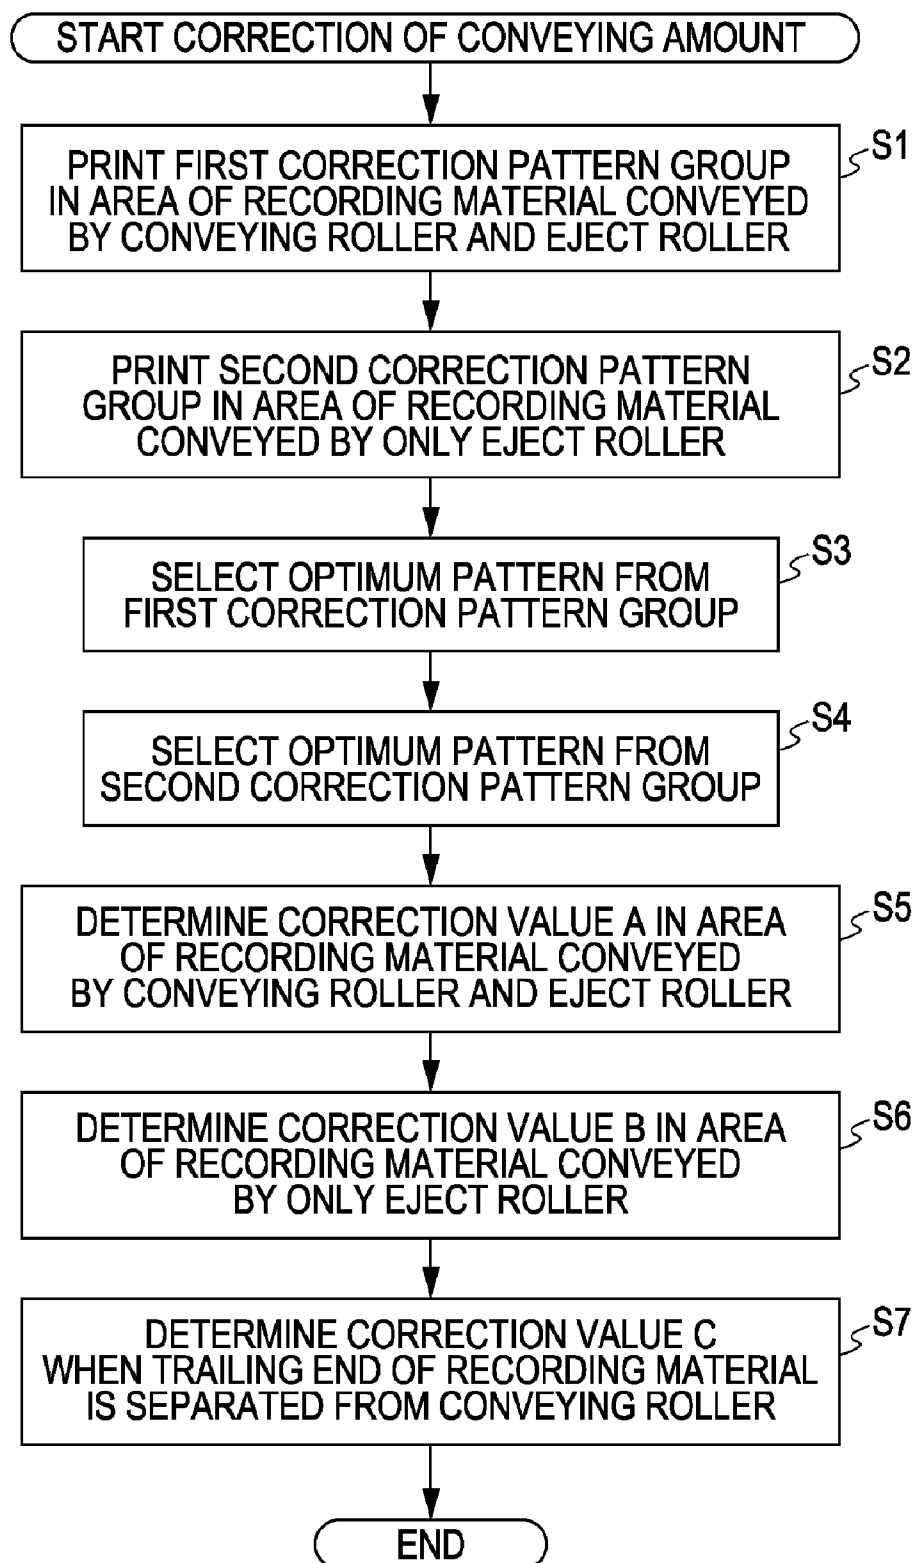 START CORRECTION OF CONVEYING AMOUNT
S1
PRINT FIRST CORRECTION PATTERN GROUP
IN AREA OF RECORDING MATERIAL CONVEYED
BY CONVEYING ROLLER AND EJECT ROLLER
S2
PRINT SECOND CORRECTION PATTERN
GROUP IN AREA OF RECORDING MATERIAL
CONVEYED BY ONLY EJECT ROLLER
S3
SELECT OPTIMUM PATTERN FROM
FIRST CORRECTION PATTERN GROUP
S4
SELECT OPTIMUM PATTERN FROM
SECOND CORRECTION PATTERN GROUP
S5
DETERMINE CORRECTION VALUE A IN AREA
OF RECORDING MATERIAL CONVEYED
BY CONVEYING ROLLER AND EJECT ROLLER
S6
DETERMINE CORRECTION VALUE B IN AREA
OF RECORDING MATERIAL CONVEYED
BY ONLY EJECT ROLLER
S7
DETERMINE CORRECTION VALUE C
WHEN TRAILING END OF RECORDING MATERIAL
IS SEPARATED FROM CONVEYING ROLLER
END